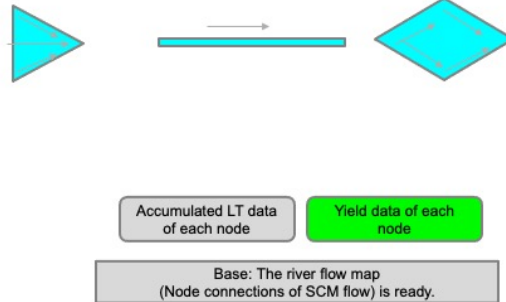 Accumulated LT data
of each node
Yield data of each
node
Base: The river flow map
(Node connections of SCM flow) is ready.